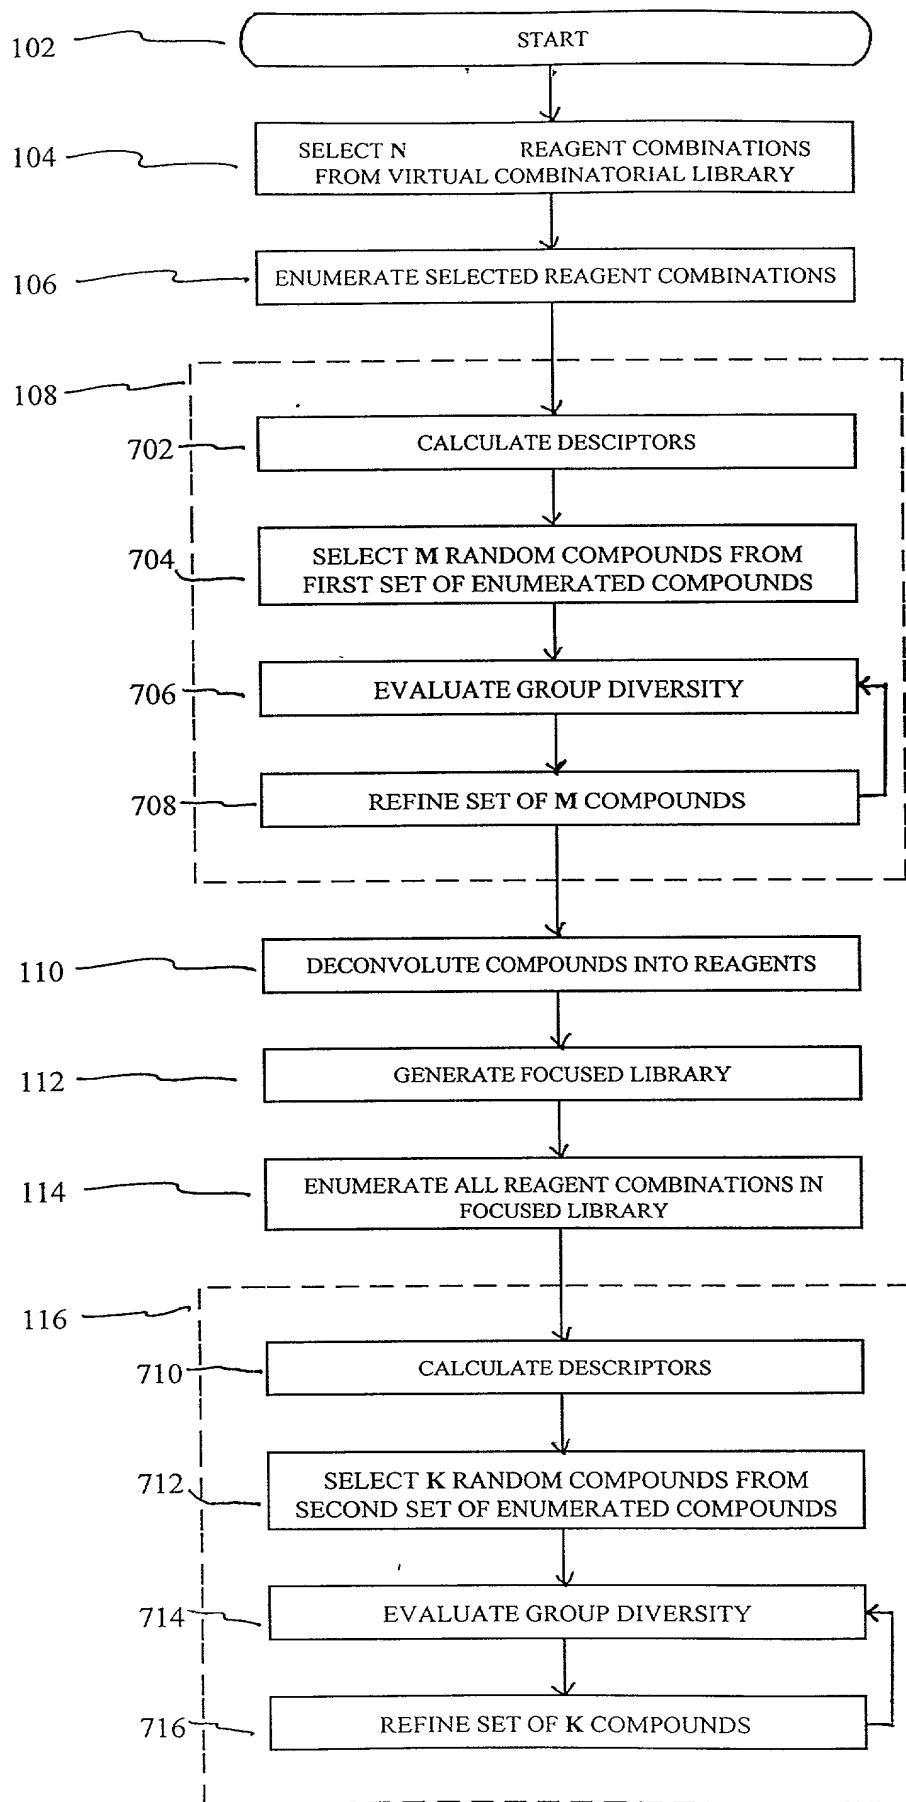 102
START
104
SELECT N REAGENT COMBINATIONS
FROM VIRTUAL COMBINATORIAL LIBRARY
106
ENUMERATE SELECTED REAGENT COMBINATIONS
108
702
CALCULATE DESCIPTORS
704
SELECT M RANDOM COMPOUNDS FROM
FIRST SET OF ENUMERATED COMPOUNDS
706
EVALUATE GROUP DIVERSITY
708
REFINE SET OF M COMPOUNDS
110
DECONVOLUTE COMPOUNDS INTO REAGENTS
112
GENERATE FOCUSED LIBRARY
114
ENUMERATE ALL REAGENT COMBINATIONS IN
FOCUSED LIBRARY
116
710
CALCULATE DESCRIPTORS
712
SELECT K RANDOM COMPOUNDS FROM
SECOND SET OF ENUMERATED COMPOUNDS
714
EVALUATE GROUP DIVERSITY
716
REFINE SET OF K COMPOUNDS